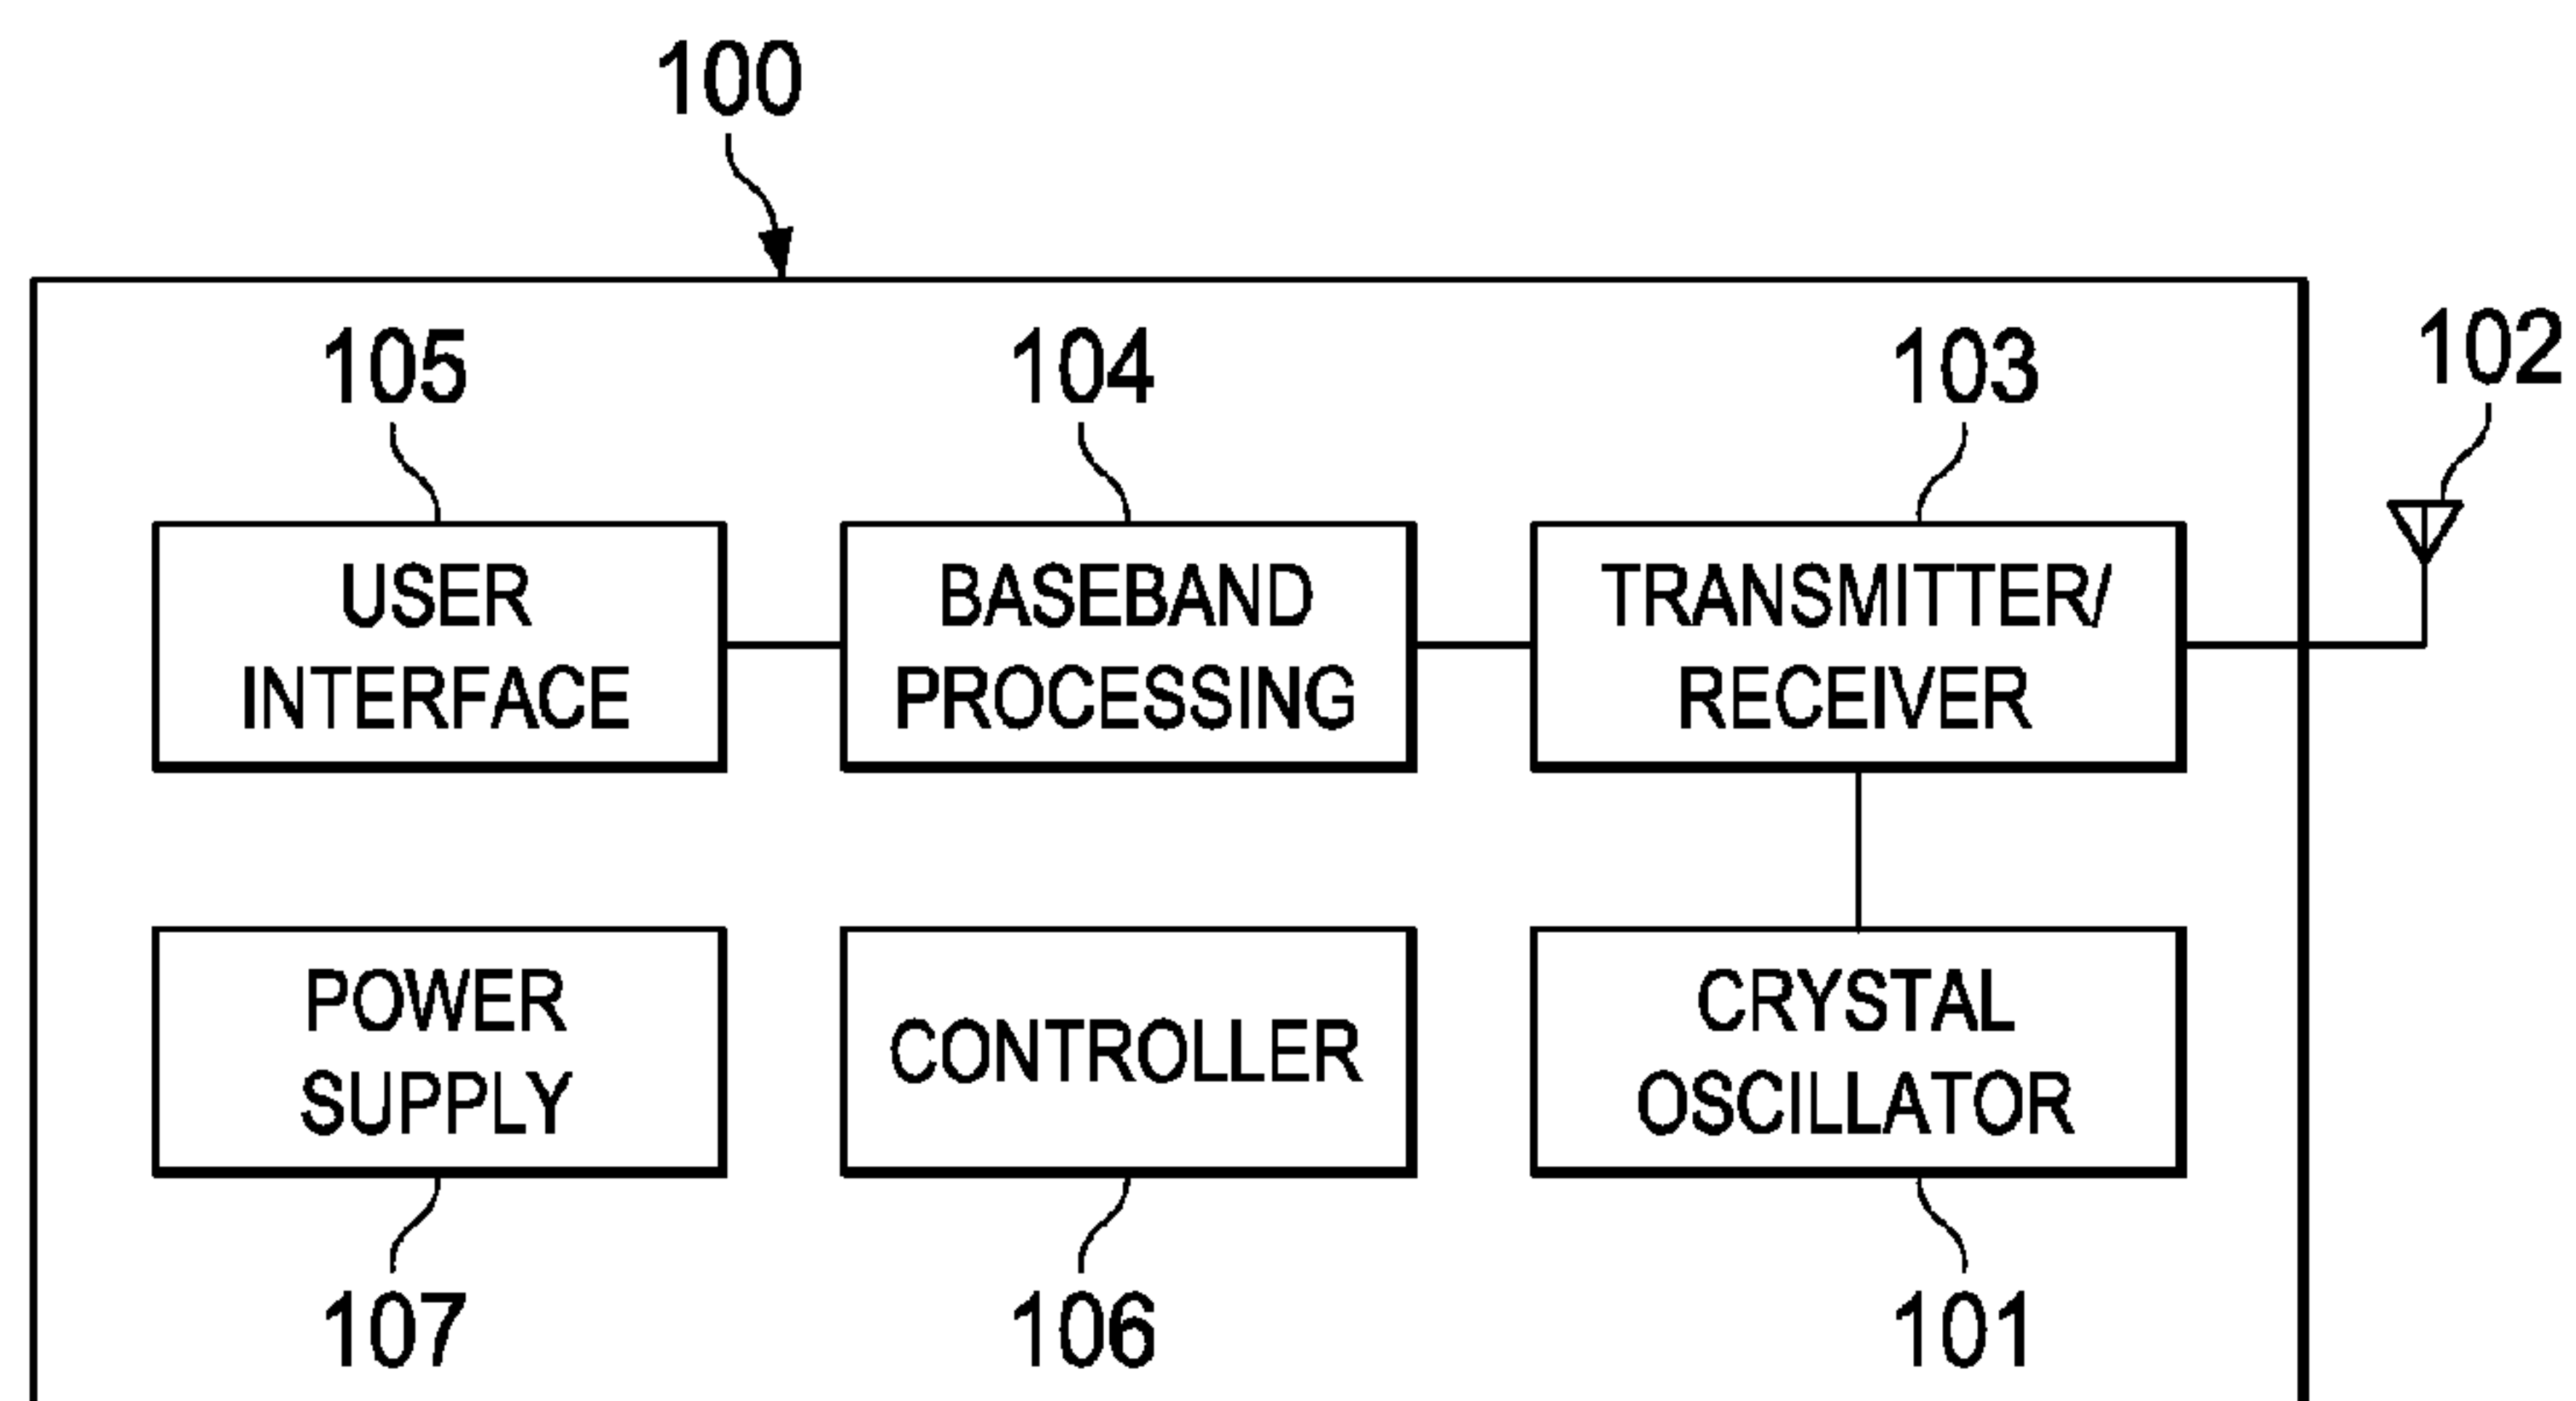 100
105
104
103
102
USER
INTERFACE
BASEBAND
PROCESSING
TRANSMITTER/
RECEIVER
POWER
SUPPLY
CONTROLLER
CRYSTAL
OSCILLATOR
107
106
101